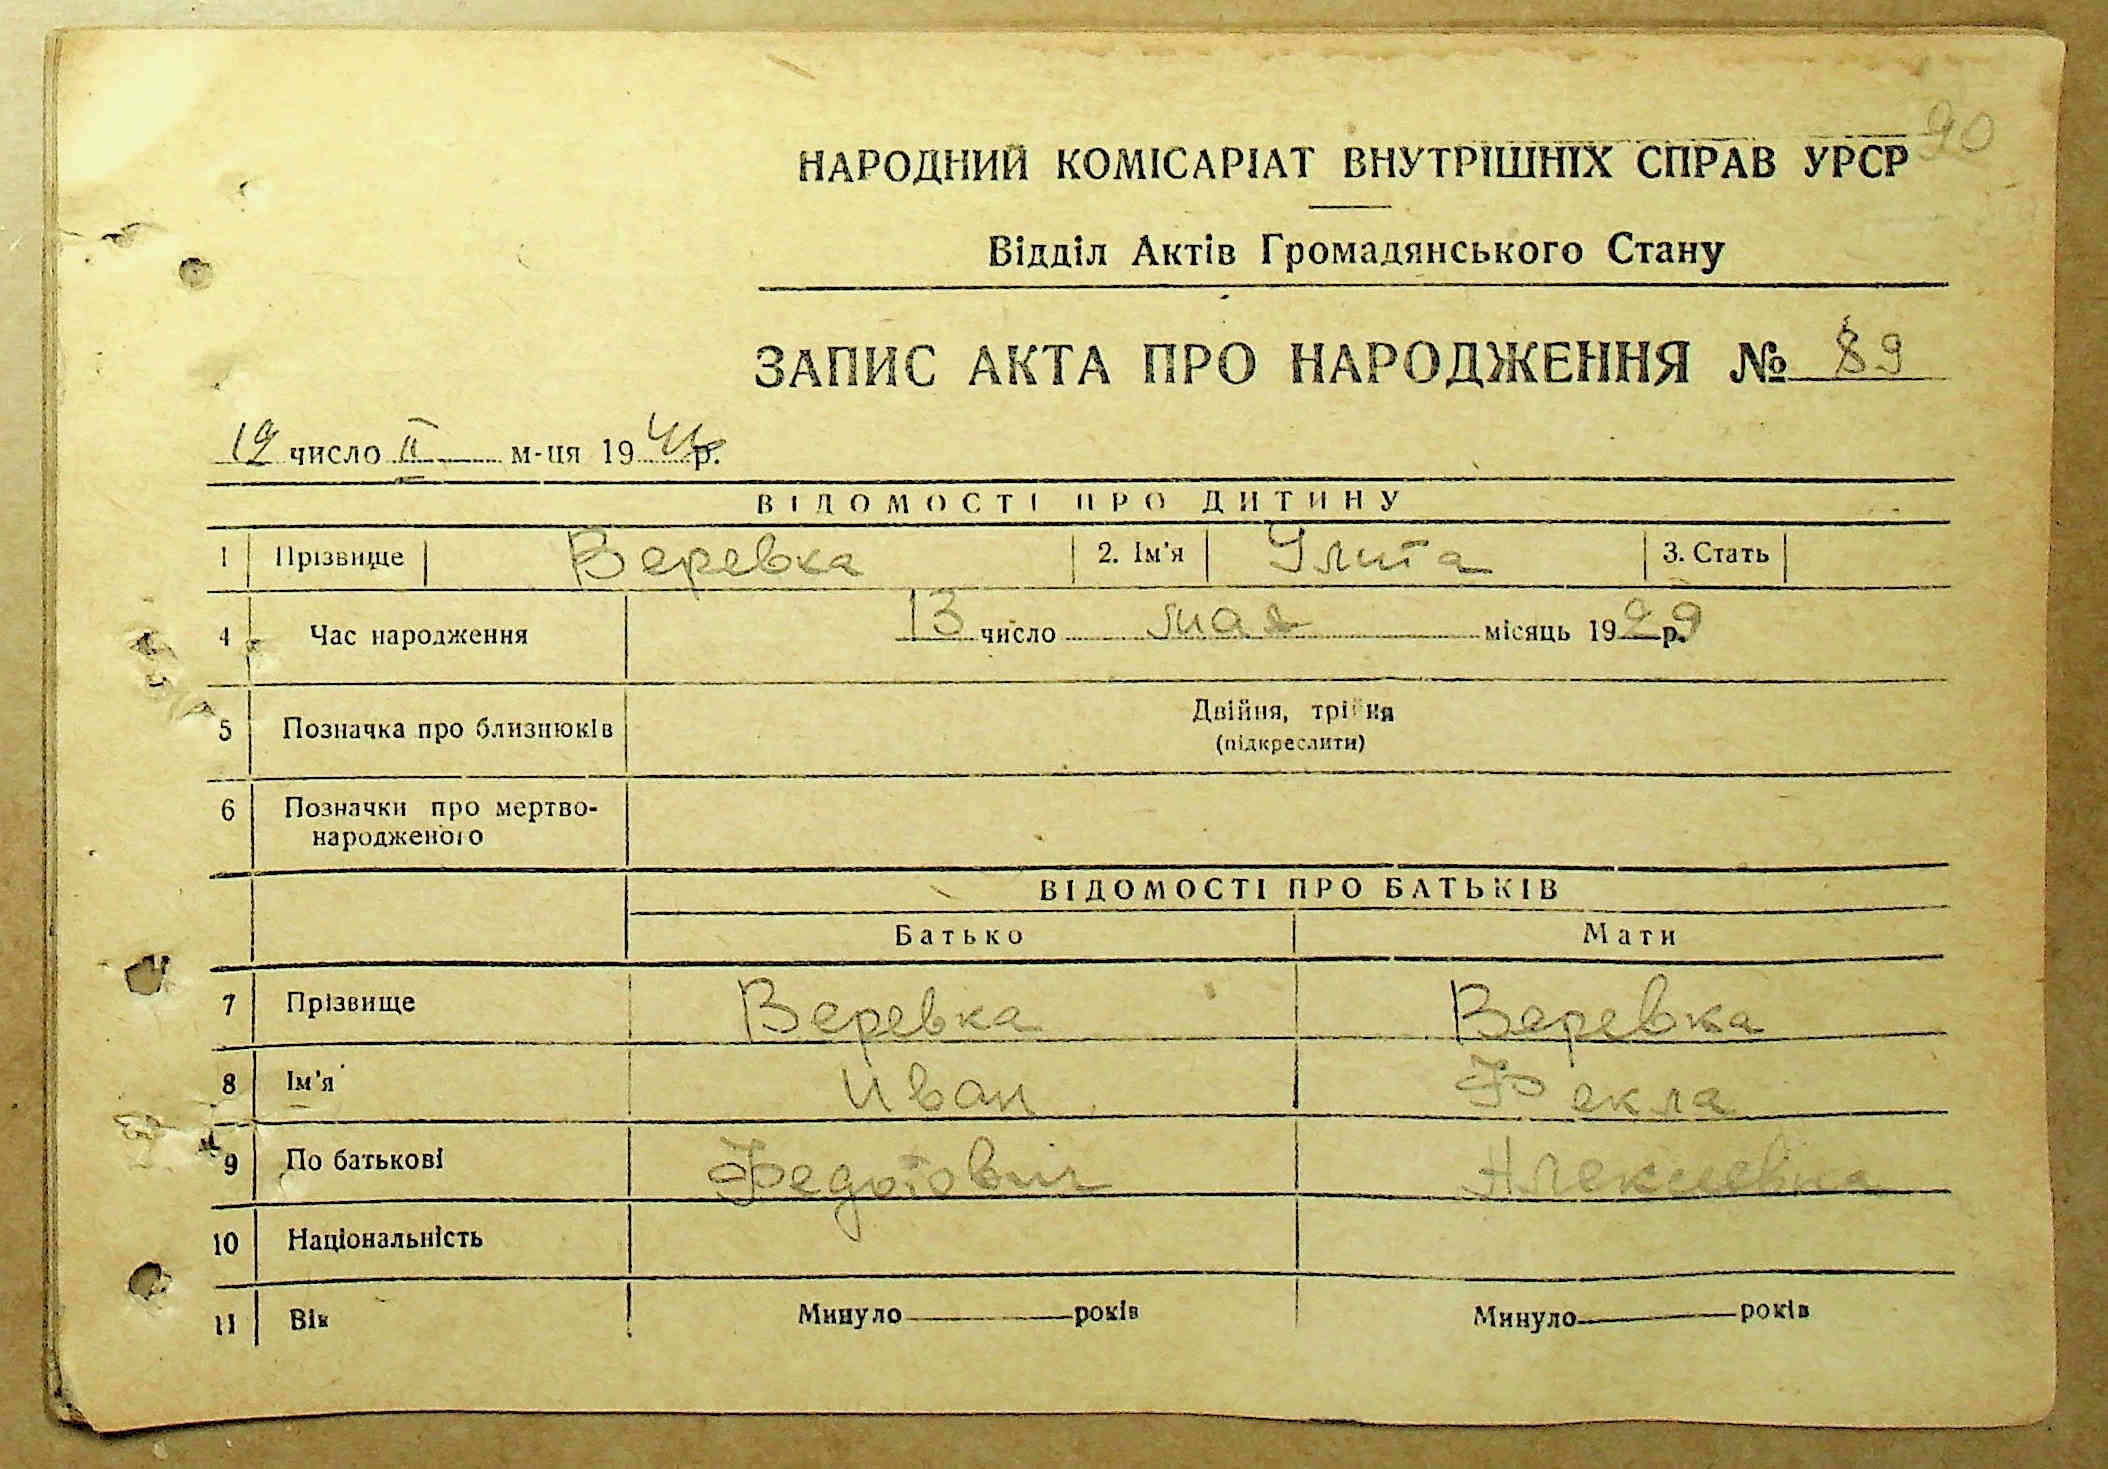 90
НАРОДНИЙ КОМІСАРІАТ ВНУТРІШНІХ СПРАВ УРСР
Відділ Актів Громадянського Стану
ЗАПИС АКТА ПРО НАРОДЖЕННЯ № 89
19 число II м-ця 1944 р.
ВІДОМОСТІ ПРО ДИТИНУ
1 Прізвище Веревка 2. Ім'я Улита 3. Стать
4 Час народження 13 число мая місяць 1929 р.
5 Позначка про близнюків Двійня, трійня
(підкреслити)
6 Позначки про мертво-
народженого
ВІДОМОСТІ ПРО БАТЬКІВ
Батько Мати
7 Прізвище Веревка Веревка
8 Ім'я Иван Фекла
9 По батькові Федотович Алексеевна
10 Національність
11 Вік Минуло років Минуло років